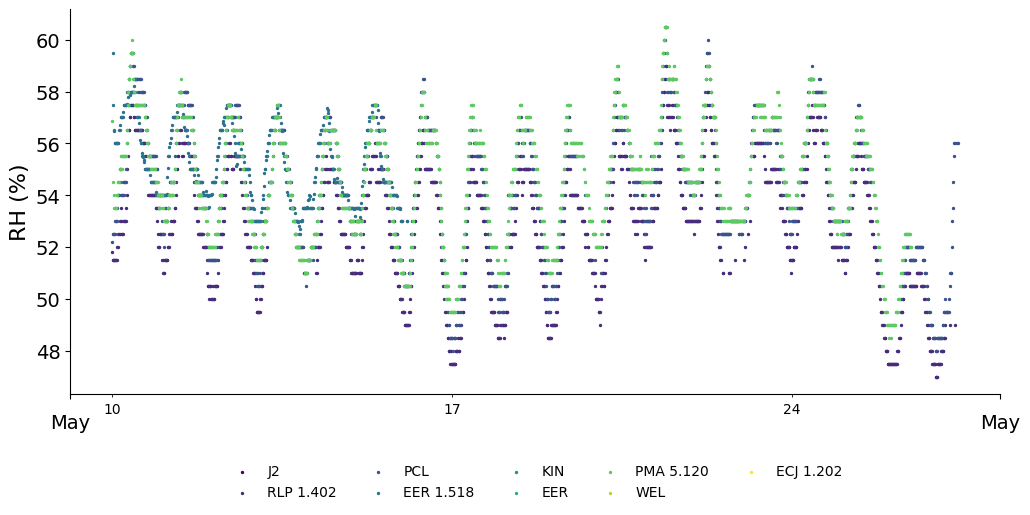 RH (%)
60
58
56
54
52
50
48
10
17
24
May
May
J2
PCL
KIN
PMA 5.120
ECJ 1.202
RLP 1.402
EER 1.518
EER
WEL